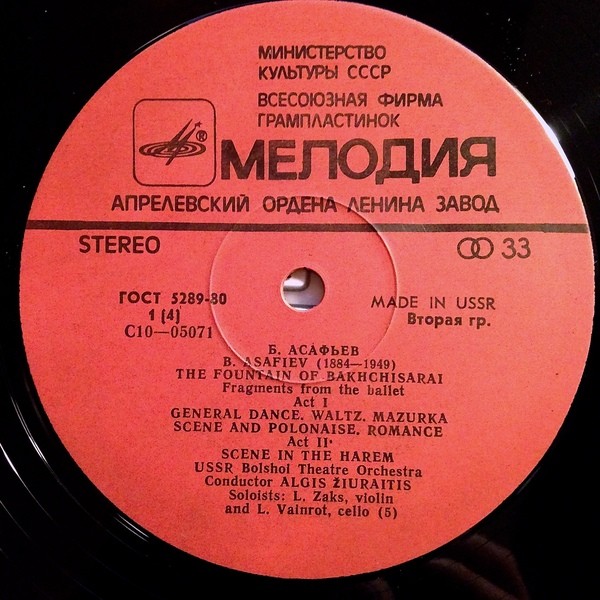 МИНИСТЕРСТВО
КУЛЬТУРЫ СССР
ВСЕСОЮЗНАЯ ФИРМА
ГРАМПЛАСТИНОК
®
МЕЛОДИЯ
АПРЕЛЕВСКИЙ ОРДЕНА ЛЕНИНА ЗАВОД
STEREO
33
ГОСТ 5289-80
1 (4)
С10—05071
MADE IN USSR
Вторая гр.
Б. АСАФЬЕВ
B. ASAFIEV (1884—1949)
THE FOUNTAIN OF BAKHCHISARAI
Fragments from the ballet
Act I
GENERAL DANCE. WALTZ. MAZURKA
SCENE AND POLONAISE. ROMANCE
Act II
SCENE IN THE HAREM
USSR Bolshoi Theatre Orchestra
Conductor ALGIS ŽIURAITIS
Soloists: L. Zaks, violin
and L. Vainrot, cello (5)